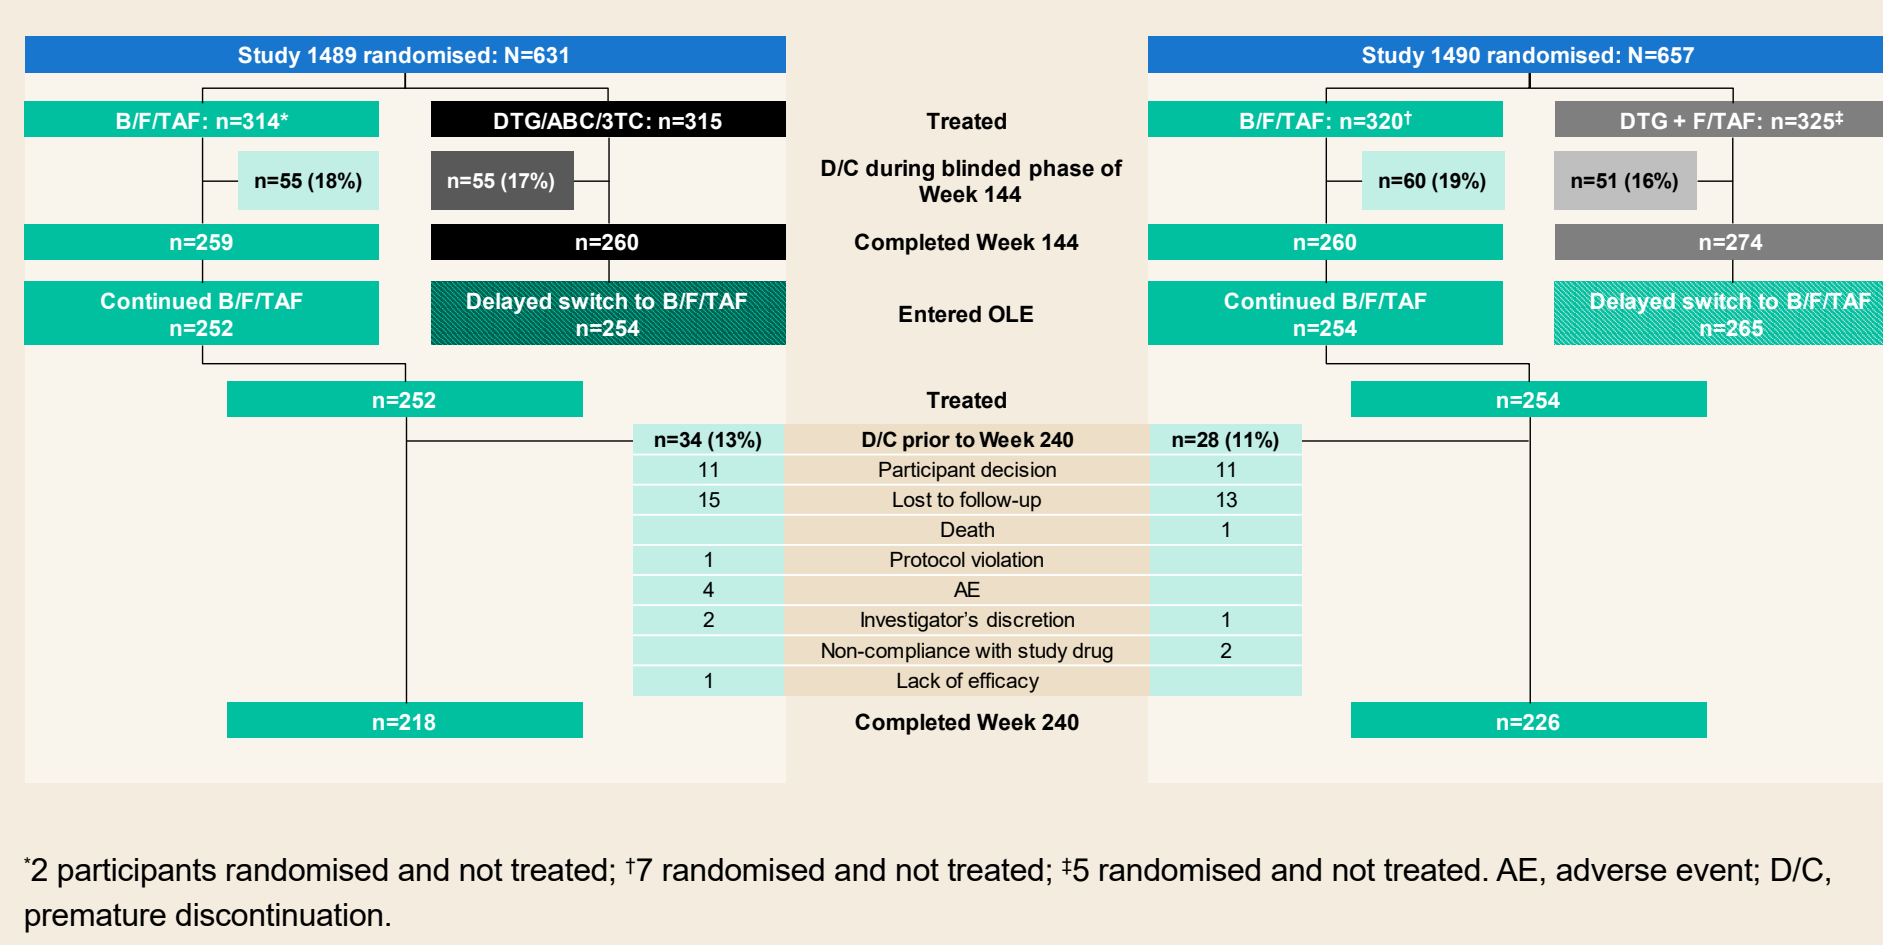 Study 1489 randomised: N=631
Study 1490 randomised: N=657
B/F/TAF: n=314*
DTG/ABC/3TC: n=315
Treated
B/F/TAF: n=320†
DTG + F/TAF: n=325‡
n=55 (18%)
n=55 (17%)
D/C during blinded phase of
Week 144
n=60 (19%)
n=51 (16%)
n=259
n=260
Completed Week 144
n=260
n=274
Continued B/F/TAF
n=252
Delayed switch to B/F/TAF
n=254
Entered OLE
Continued B/F/TAF
n=254
Delayed switch to B/F/TAF
n=265
n=252
Treated
n=254
n=34 (13%) D/C prior to Week 240 n=28 (11%)
11 Participant decision 11
15 Lost to follow-up 13
Death 1
1 Protocol violation
4 AE
2 Investigator’s discretion 1
Non-compliance with study drug 2
1 Lack of efficacy
n=218
Completed Week 240
n=226
*2 participants randomised and not treated; †7 randomised and not treated; ‡5 randomised and not treated. AE, adverse event; D/C,
premature discontinuation.